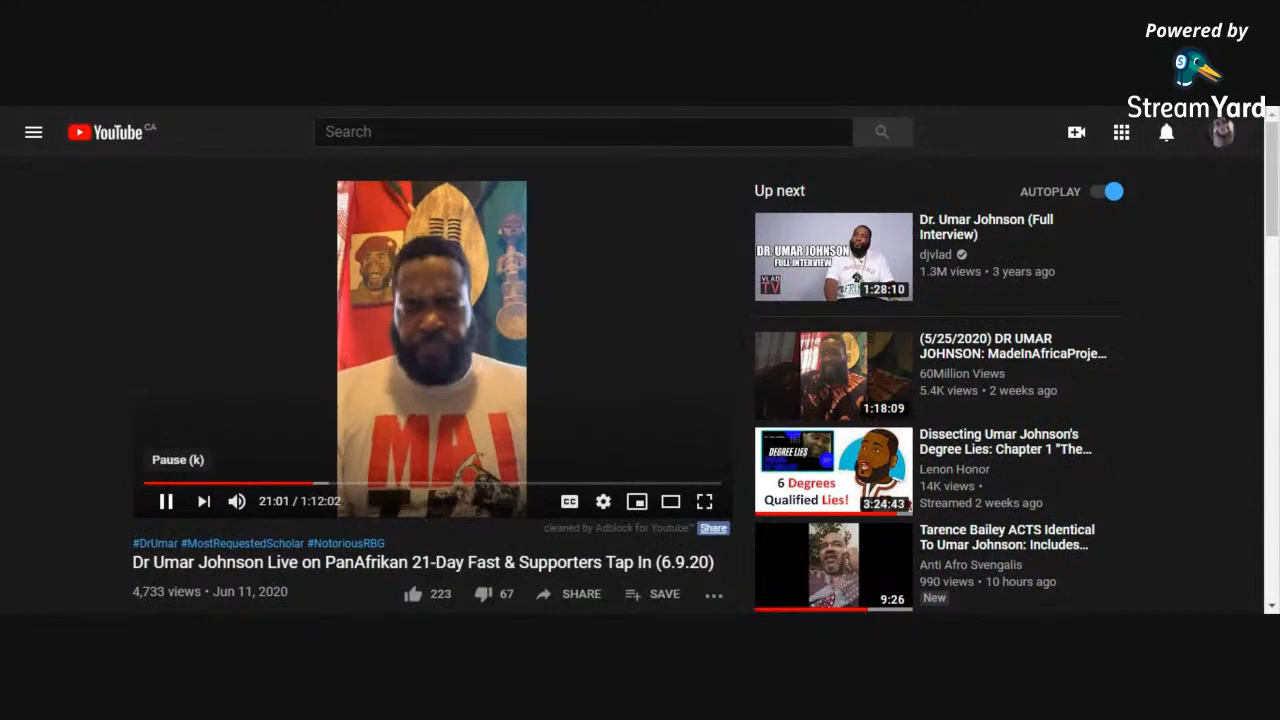 Powered by
StreamYard
YouTube CA
Search
Up next
AUTOPLAY
DR. UMAR JOHNSON
FULL INTERVIEW
VLAD
TV
1:28:10
Dr. Umar Johnson (Full
Interview)
djvlad
1.3M views • 3 years ago
1:18:09
(5/25/2020) DR UMAR
JOHNSON: MadeInAfricaProje...
60Million Views
5.4K views • 2 weeks ago
DEGREE LIES
6 Degrees
Qualified Lies!
3:24:43
Dissecting Umar Johnson's
Degree Lies: Chapter 1 "The...
Lenon Honor
14K views •
Streamed 2 weeks ago
9:26
Tarence Bailey ACTS Identical
To Umar Johnson: Includes...
Anti Afro Svengalis
990 views • 10 hours ago
New
MAI
Pause (k)
21:01 / 1:12:02
CC
cleaned by Adblock for Youtube™ Share
#DrUmar #MostRequestedScholar #NotoriousRBG
Dr Umar Johnson Live on PanAfrikan 21-Day Fast & Supporters Tap In (6.9.20)
4,733 views • Jun 11, 2020
223
67
SHARE
SAVE